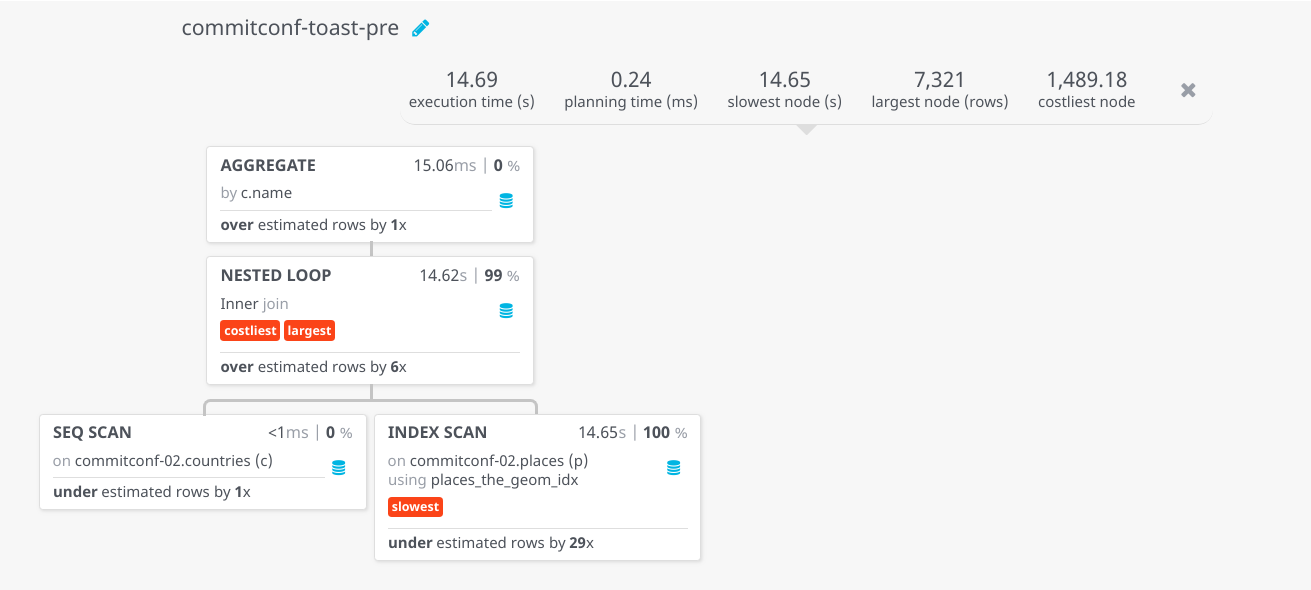 commitconf-toast-pre
14.69 0.24 14.65 7,321 1,489.18
execution time (s) planning time (ms) slowest node (s) largest node (rows) costliest node
AGGREGATE 15.06ms | 0 %
by c.name
over estimated rows by 1x
NESTED LOOP 14.62s | 99 %
Inner join
costliest largest
over estimated rows by 6x
SEQ SCAN <1ms | 0 %
on commitconf-02.countries (c)
under estimated rows by 1x
INDEX SCAN 14.65s | 100 %
on commitconf-02.places (p)
using places_the_geom_idx
slowest
under estimated rows by 29x